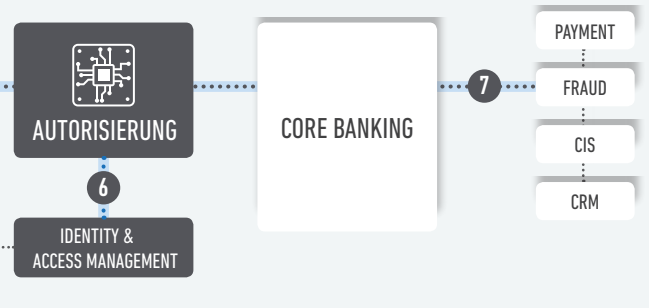 AUTORISIERUNG
6
IDENTITY &
ACCESS MANAGEMENT
CORE BANKING
7
PAYMENT
FRAUD
CIS
CRM